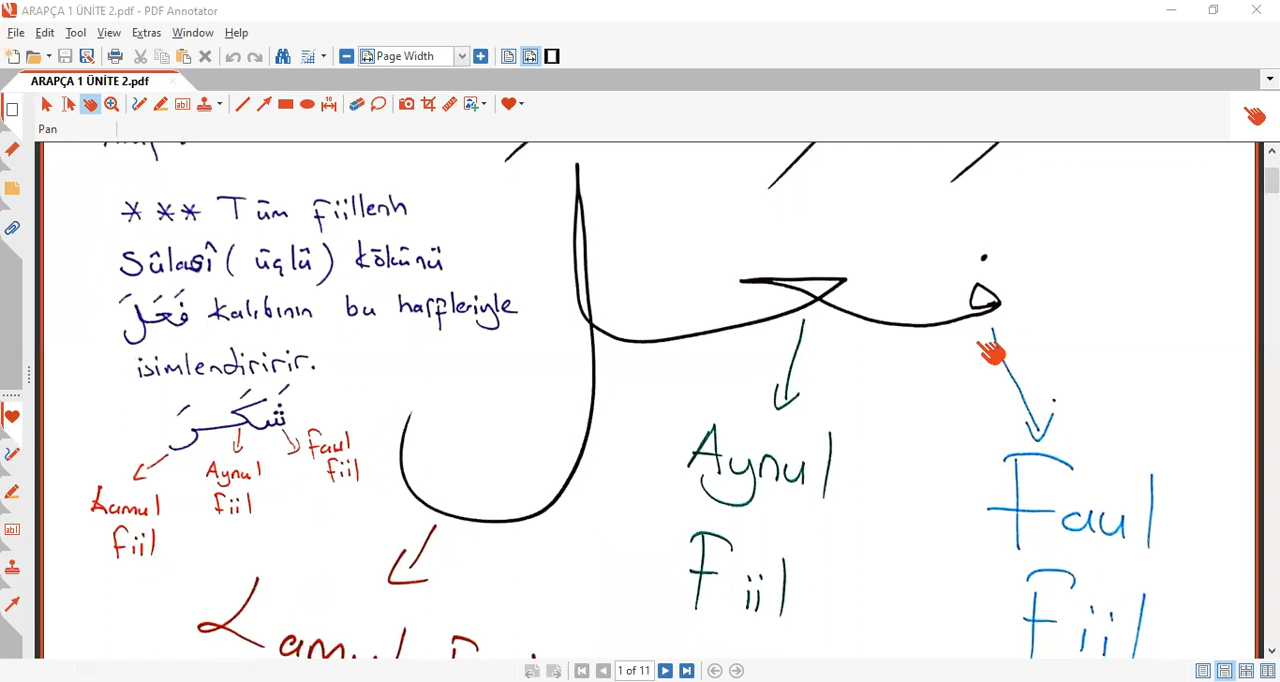 ARAPÇA 1 ÜNİTE 2.pdf - PDF Annotator
File Edit Tool View Extras Window Help
Page Width
ARAPÇA 1 ÜNİTE 2.pdf
Pan
*** Tüm fiillerin
Sülasî (üçlü) kökünü
فَعَلَ kalıbının bu harfleriyle
isimlendiririr.
شَكَرَ
Faul
fiil
Aynul
fiil
Lamul
fiil
فعل
Faul
Fiil
Aynul
Fiil
Lamul
1 of 11